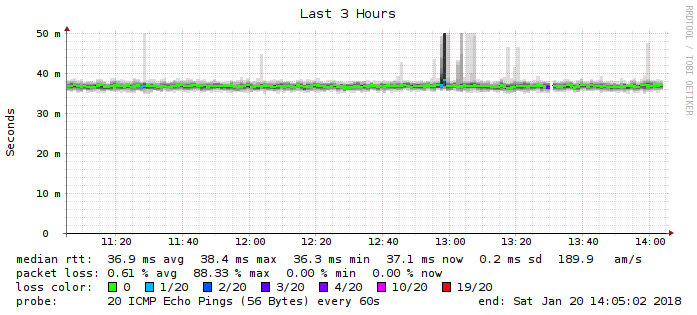 Last 3 Hours
RRDTOOL / TOBI OETIKER
50 m
40 m
30 m
20 m
10 m
0
Seconds
11:20 11:40 12:00 12:20 12:40 13:00 13:20 13:40 14:00
median rtt: 36.9 ms avg 38.4 ms max 36.3 ms min 37.1 ms now 0.2 ms sd 189.9 am/s
packet loss: 0.61 % avg 88.33 % max 0.00 % min 0.00 % now
loss color: 0 1/20 2/20 3/20 4/20 10/20 19/20
probe: 20 ICMP Echo Pings (56 Bytes) every 60s end: Sat Jan 20 14:05:02 2018